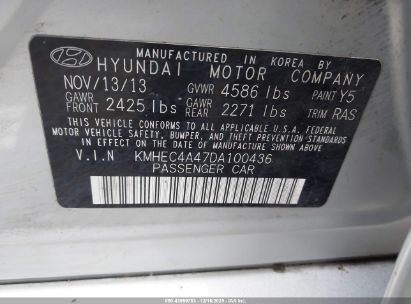 MANUFACTURED IN KOREA BY
HYUNDAI MOTOR COMPANY
NOV/13/13 GVWR 4586 lbs PAINT Y5
GAWR FRONT 2425 lbs GAWR REAR 2271 lbs TRIM RAS
THIS VEHICLE CONFORMS TO ALL APPLICABLE U.S.A. FEDERAL
MOTOR VEHICLE SAFETY, BUMPER, AND THEFT PREVENTION
STANDARDS IN EFFECT ON THE DATE OF MANUFACTURE SHOWN ABOVE.
V.I.N KMHEC4A47DA100436
PASSENGER CAR